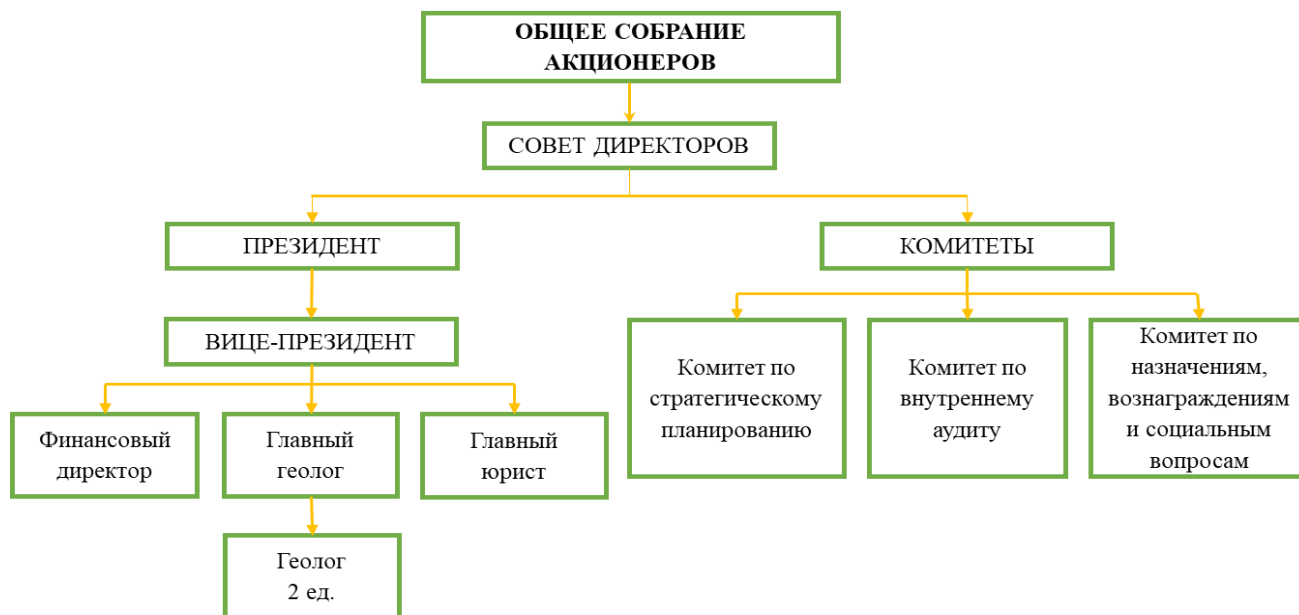 ОБЩЕЕ СОБРАНИЕ
АКЦИОНЕРОВ
СОВЕТ ДИРЕКТОРОВ
ПРЕЗИДЕНТ
КОМИТЕТЫ
ВИЦЕ-ПРЕЗИДЕНТ
Финансовый
директор
Главный
геолог
Главный
юрист
Геолог
2 ед.
Комитет по
стратегическому
планированию
Комитет по
внутреннему
аудиту
Комитет по
назначениям,
вознаграждениям
и социальным
вопросам